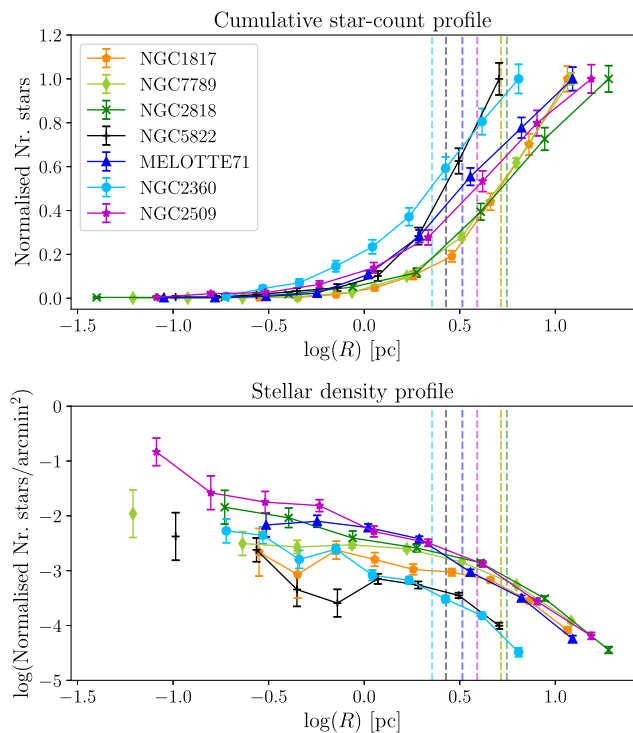 Cumulative star-count profile
Normalised Nr. stars
1.2
1.0
0.8
0.6
0.4
0.2
0.0
NGC1817
NGC7789
NGC2818
NGC5822
MELOTTE71
NGC2360
NGC2509
−1.5 −1.0 −0.5 0.0 0.5 1.0
log(R) [pc]
Stellar density profile
log(Normalised Nr. stars/arcmin²)
0
−1
−2
−3
−4
−5
−1.5 −1.0 −0.5 0.0 0.5 1.0
log(R) [pc]